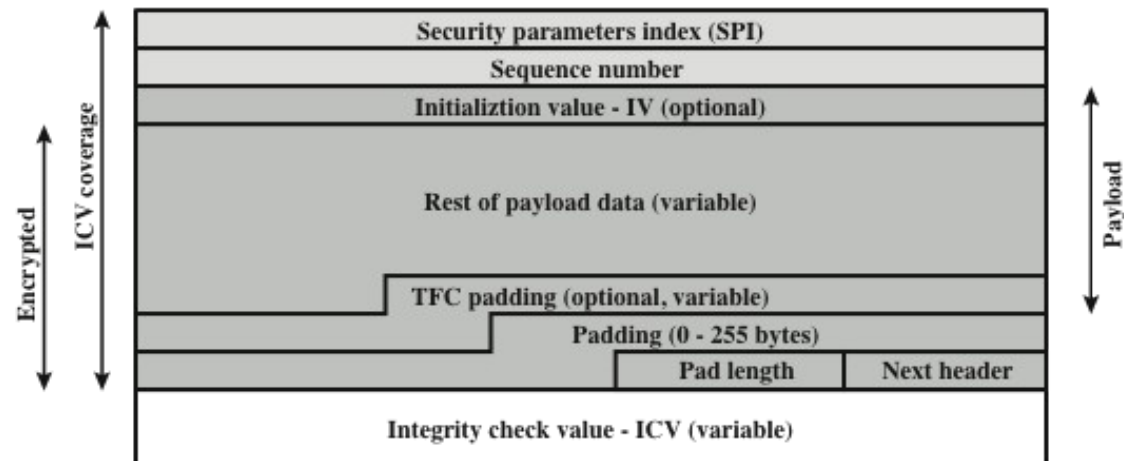 Security parameters index (SPI)
Sequence number
Initializtion value - IV (optional)
Rest of payload data (variable)
TFC padding (optional, variable)
Padding (0 - 255 bytes)
Pad length
Next header
Integrity check value - ICV (variable)
Encrypted
ICV coverage
Payload